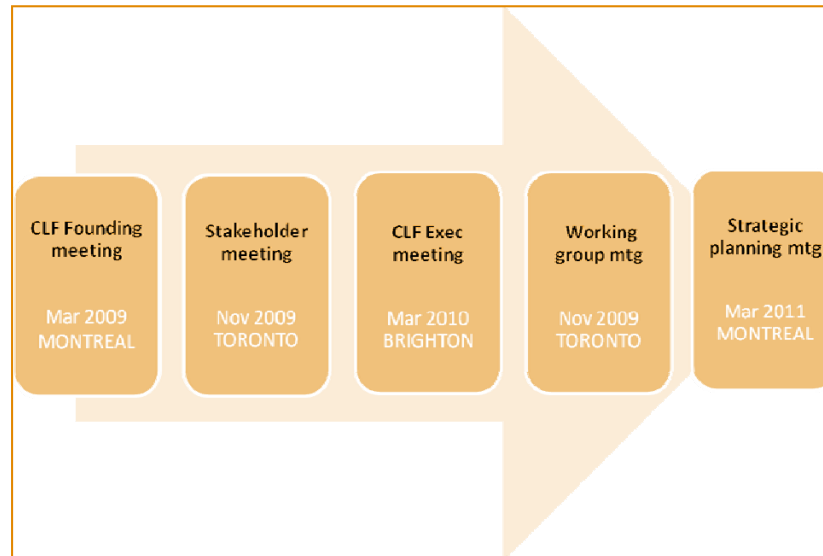 CLF Founding
meeting
Mar 2009
MONTREAL
Stakeholder
meeting
Nov 2009
TORONTO
CLF Exec
meeting
Mar 2010
BRIGHTON
Working
group mtg
Nov 2009
TORONTO
Strategic
planning mtg
Mar 2011
MONTREAL